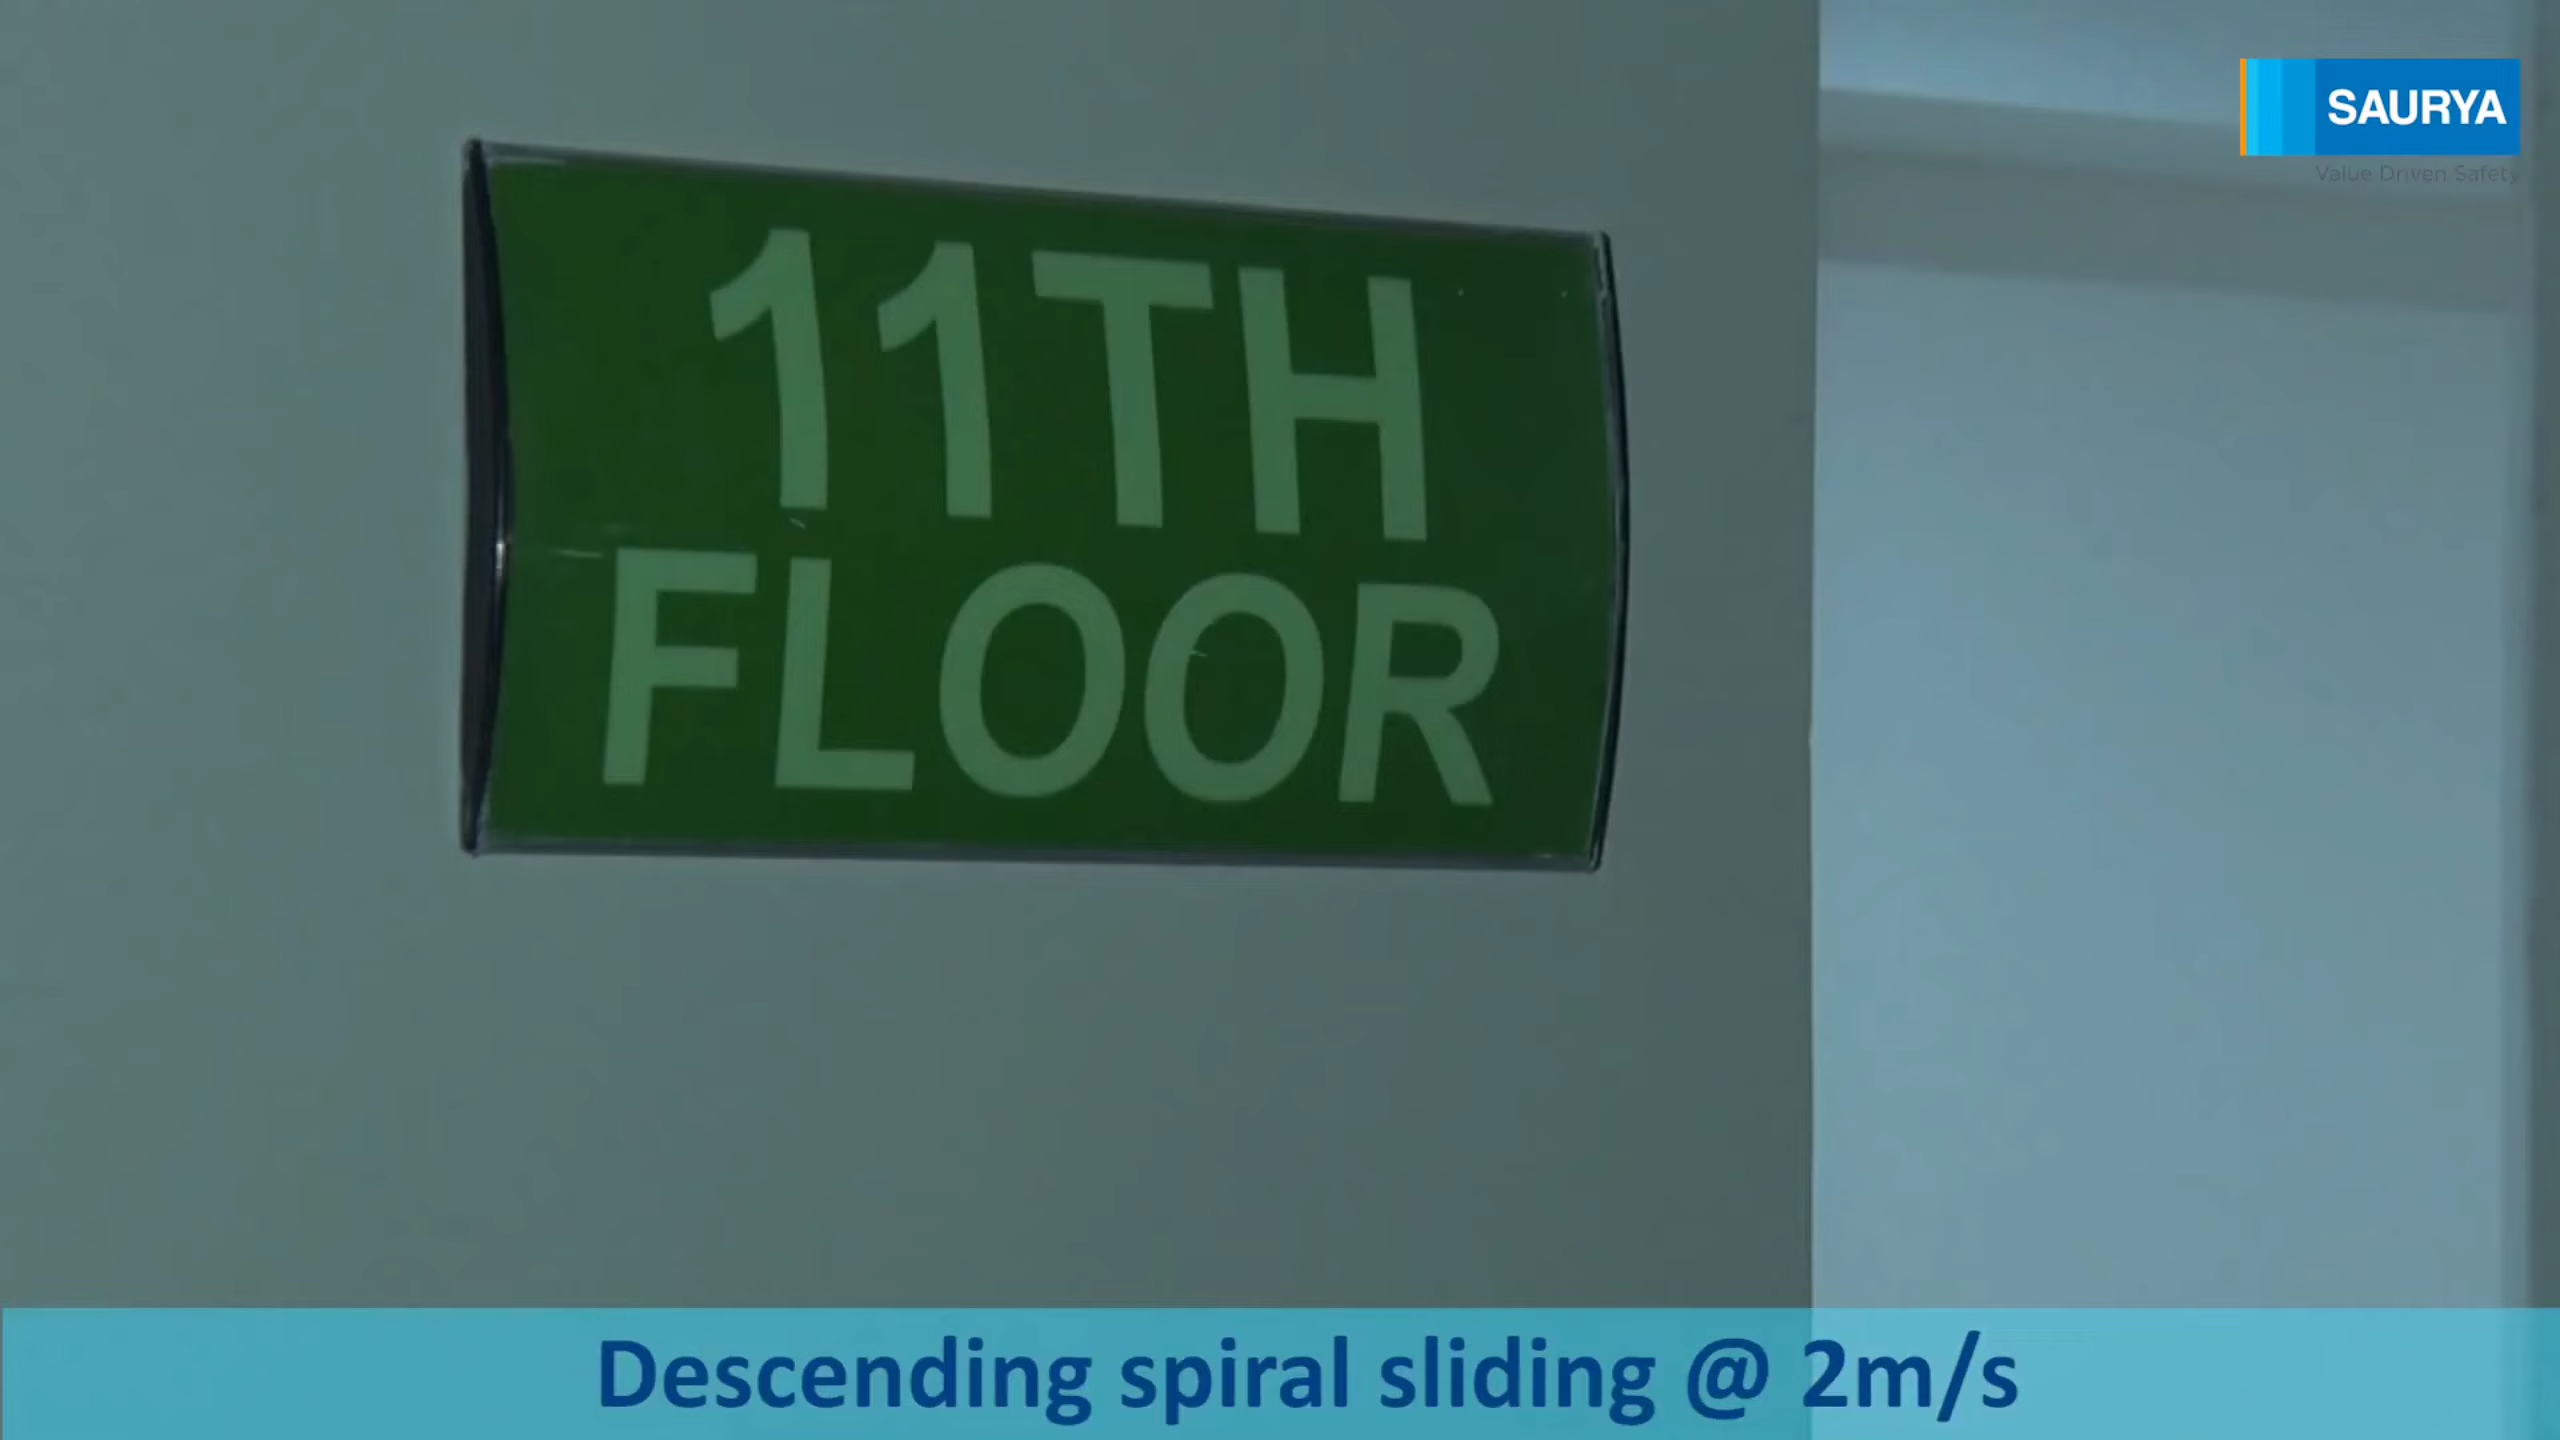 SAURYA
Value Driven Safety
11TH
FLOOR
Descending spiral sliding @ 2m/s